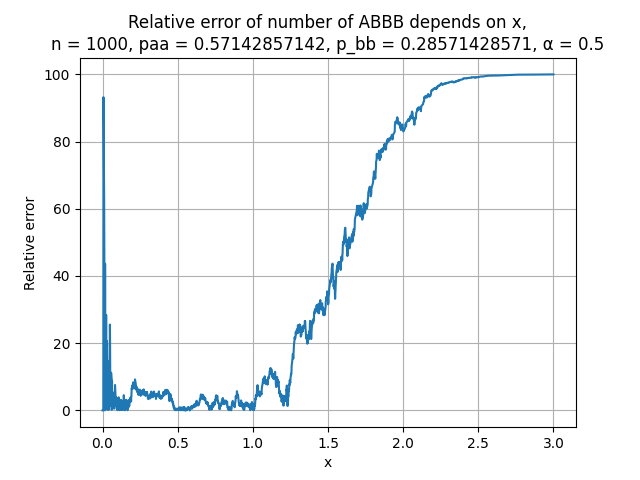 Relative error of number of ABBB depends on x,
n = 1000, paa = 0.57142857142, p_bb = 0.28571428571, α = 0.5
100
80
60
40
20
0
Relative error
0.0 0.5 1.0 1.5 2.0 2.5 3.0
x